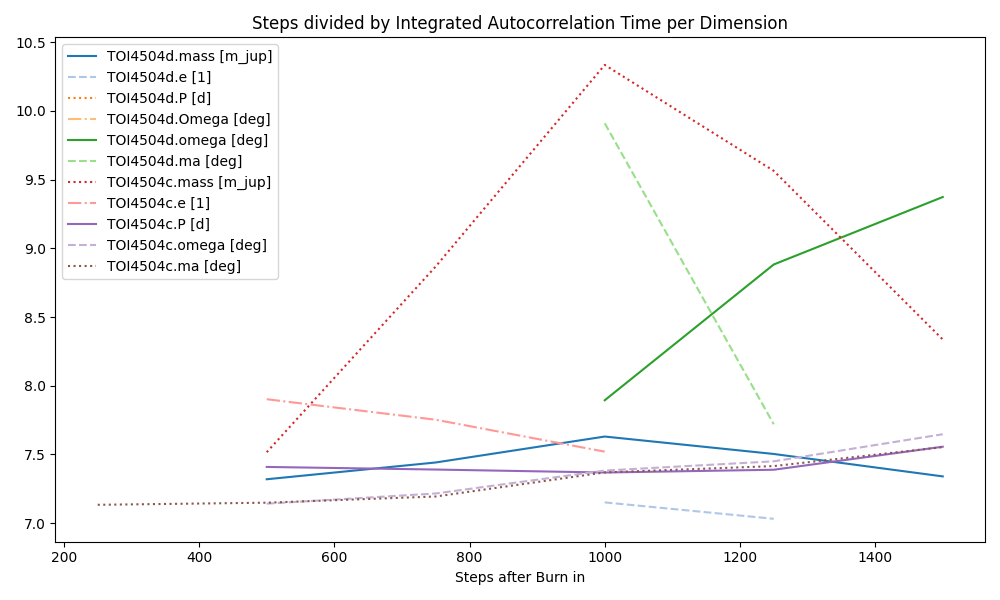 Steps divided by Integrated Autocorrelation Time per Dimension
10.5
10.0
9.5
9.0
8.5
8.0
7.5
7.0
TOI4504d.mass [m_jup]
TOI4504d.e [1]
TOI4504d.P [d]
TOI4504d.Omega [deg]
TOI4504d.omega [deg]
TOI4504d.ma [deg]
TOI4504c.mass [m_jup]
TOI4504c.e [1]
TOI4504c.P [d]
TOI4504c.omega [deg]
TOI4504c.ma [deg]
200 400 600 800 1000 1200 1400
Steps after Burn in